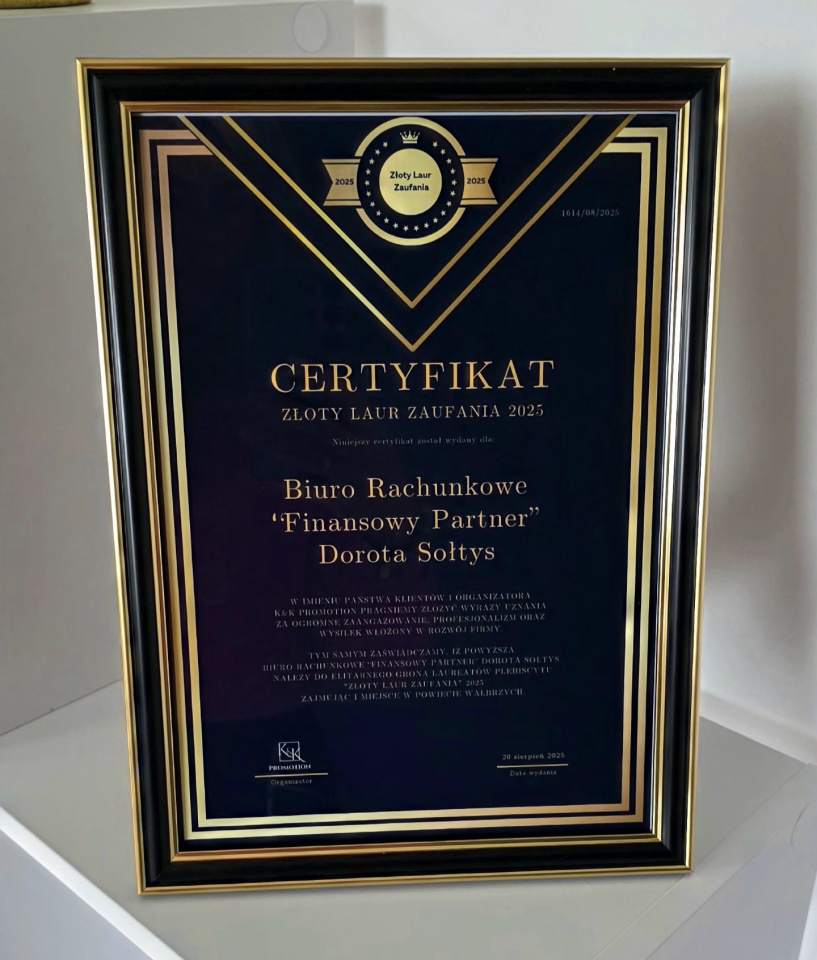 2025
Złoty Laur
Zaufania
2025
1614/08/2025
CERTYFIKAT
ZŁOTY LAUR ZAUFANIA 2025
Niniejszy certyfikat został wydany dla:
Biuro Rachunkowe
“Finansowy Partner”
Dorota Sołtys
W IMIENIU PAŃSTWA KLIENTÓW I ORGANIZATORA
K&K PROMOTION PRAGNIEMY ZŁOŻYĆ WYRAZY UZNANIA
ZA OGROMNE ZAANGAŻOWANIE, PROFESJONALIZM ORAZ
WYSIŁEK WŁOŻONY W ROZWÓJ FIRMY.
TYM SAMYM ZAŚWIADCZAMY, IŻ POWYŻSZA
BIURO RACHUNKOWE "FINANSOWY PARTNER" DOROTA SOŁTYS
NALEŻY DO ELITARNEGO GRONA LAUREATÓW PLEBISCYTU
"ZŁOTY LAUR ZAUFANIA" 2025
ZAJMUJĄC I MIEJSCE W POWIECIE WAŁBRZYCH.
K&K
PROMOTION
Organizator
20 sierpień 2025
Data wydania